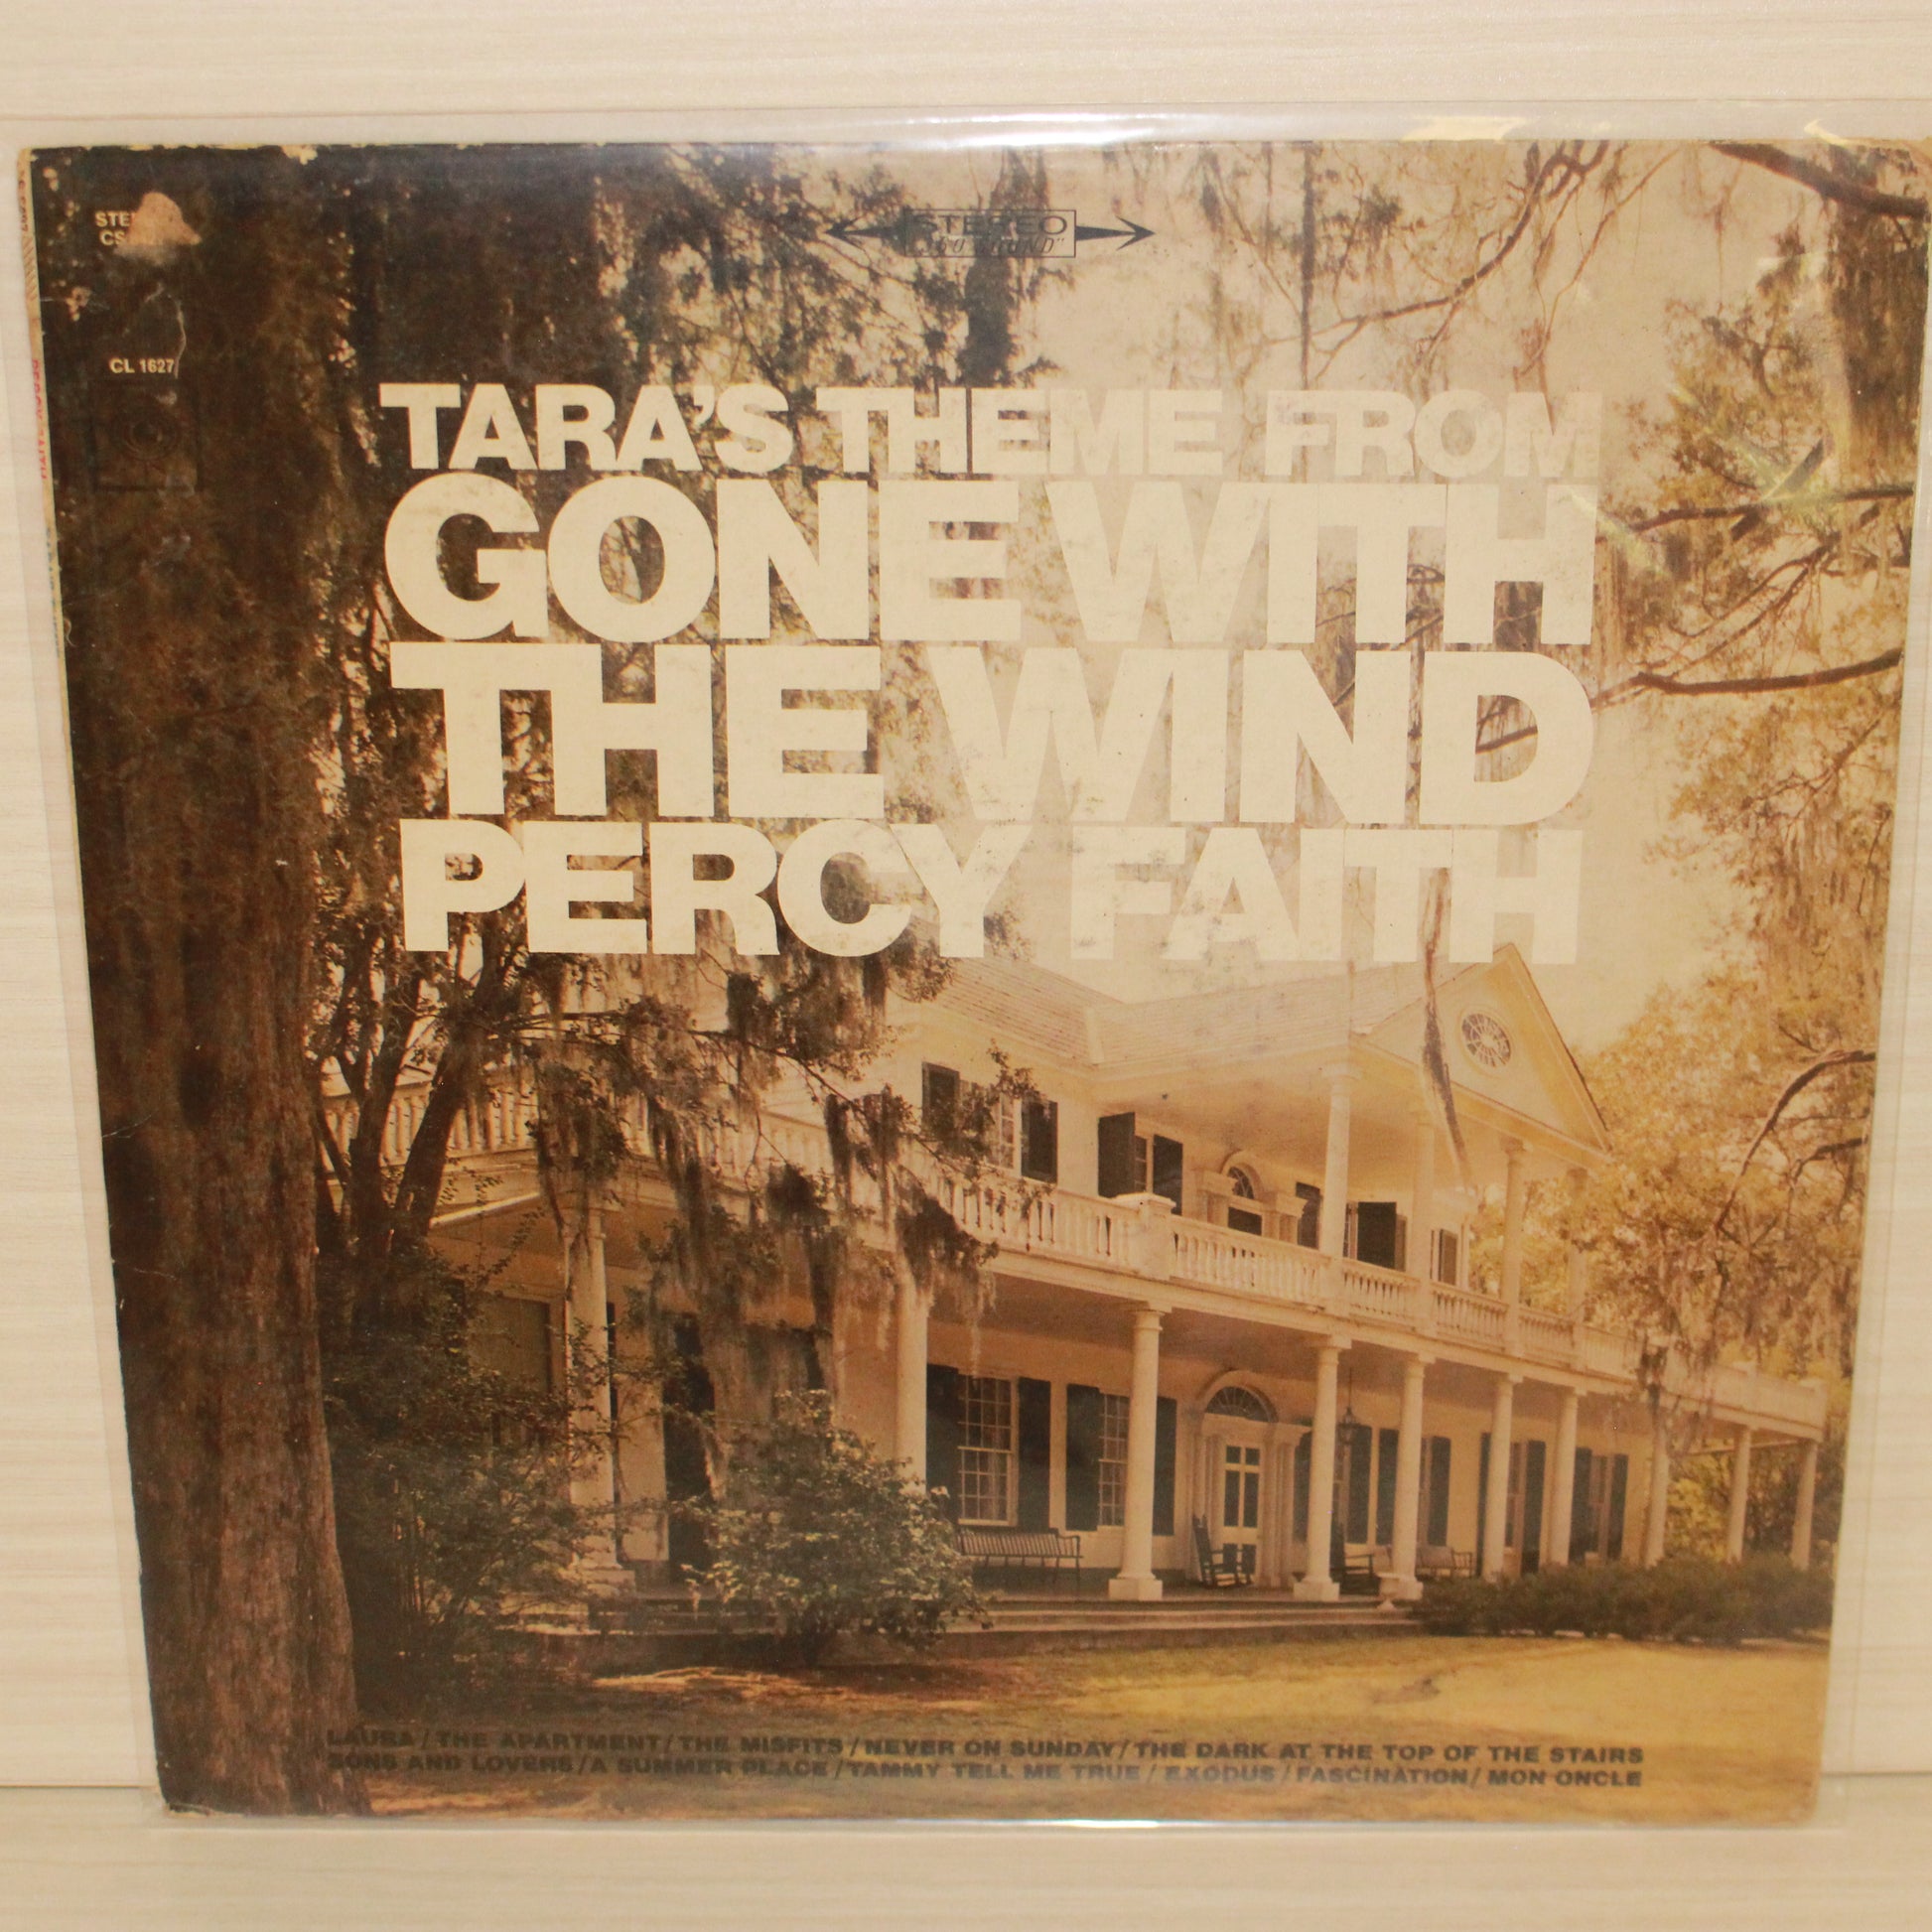 STEREO
"360 SOUND"
CL 1627
TARA'S THEME FROM
GONE WITH
THE WIND
PERCY FAITH
LAURA / THE APARTMENT / THE MISFITS / NEVER ON SUNDAY / THE DARK AT THE TOP OF THE STAIRS
SONS AND LOVERS / A SUMMER PLACE / TAMMY TELL ME TRUE / EXODUS / FASCINATION / MON ONCLE